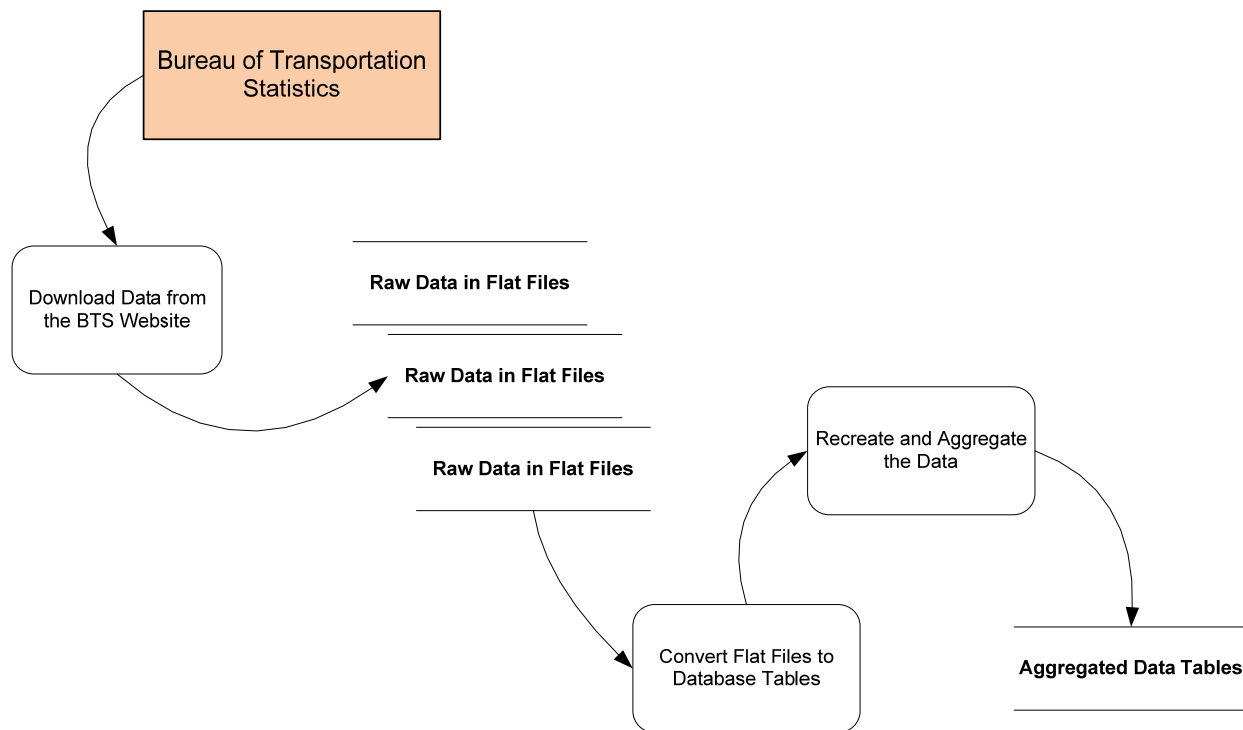 Bureau of Transportation
Statistics
Download Data from
the BTS Website
Raw Data in Flat Files
Raw Data in Flat Files
Raw Data in Flat Files
Recreate and Aggregate
the Data
Convert Flat Files to
Database Tables
Aggregated Data Tables